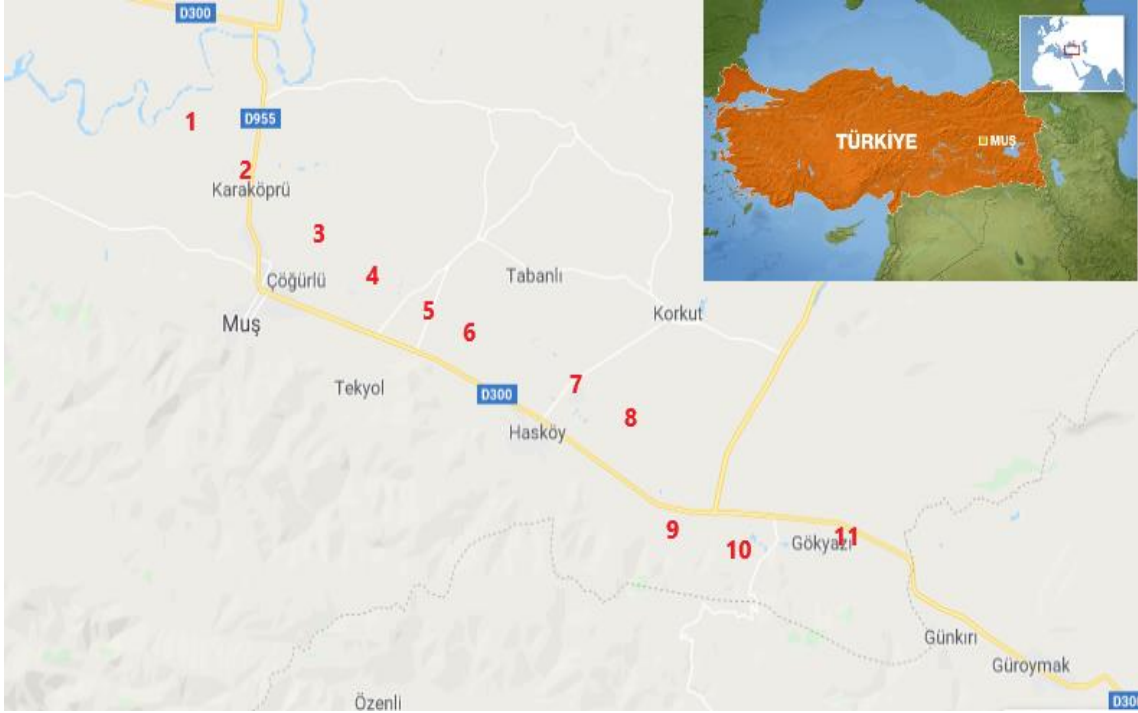 D300
1
D955
2
Karaköprü
3
4
Çöğürlü
Tabanlı
5
Korkut
Muş
6
Tekyol
7
D300
8
Hasköy
9
10
Gökyazı
11
Günkırı
Güroymak
Özenli
D30
TÜRKİYE
MUŞ